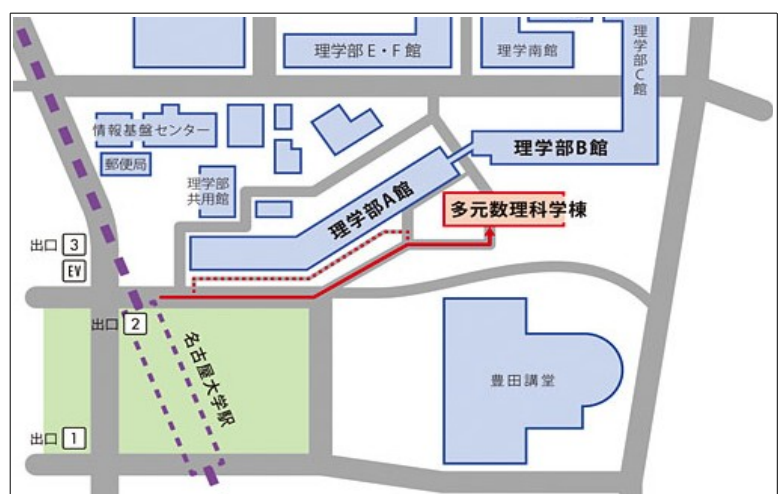 理学部E・F館
理学南館
理学部C館
情報基盤センター
郵便局
理学部
共用館
理学部A館
理学部B館
多元数理科学棟
出口 3
EV
出口 2
名古屋大学駅
豊田講堂
出口 1